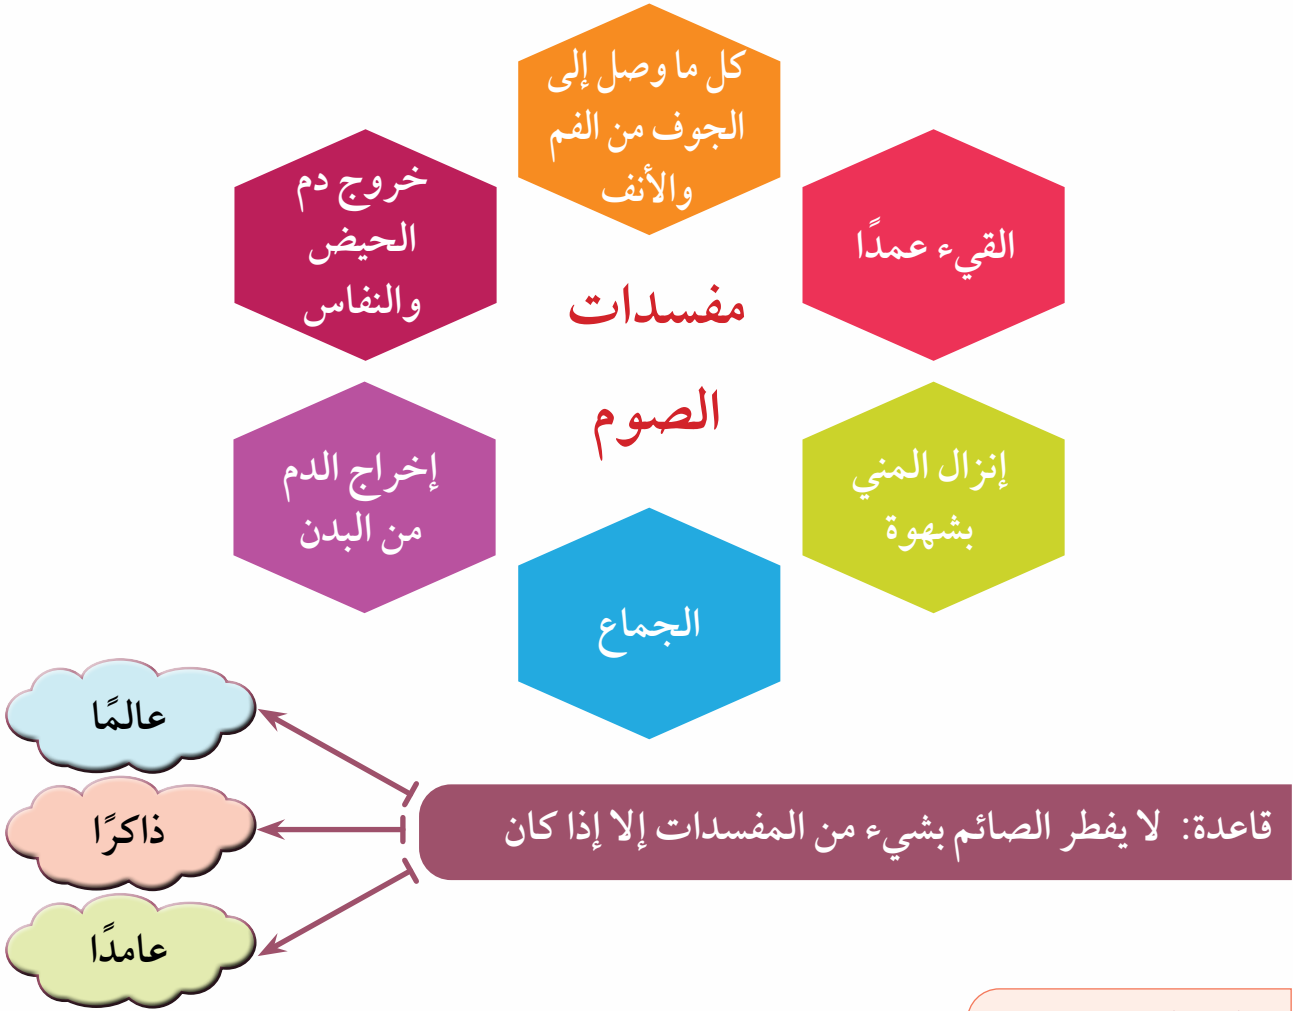 كل ما وصل إلى
الجوف من الفم
والأنف
القيء عمدًا
خروج دم
الحيض
والنفاس
مفسدات
الصوم
إنزال المني
بشهوة
إخراج الدم
من البدن
الجماع
قاعدة: لا يفطر الصائم بشيء من المفسدات إلا إذا كان
عالمًا
ذاكرًا
عامدًا